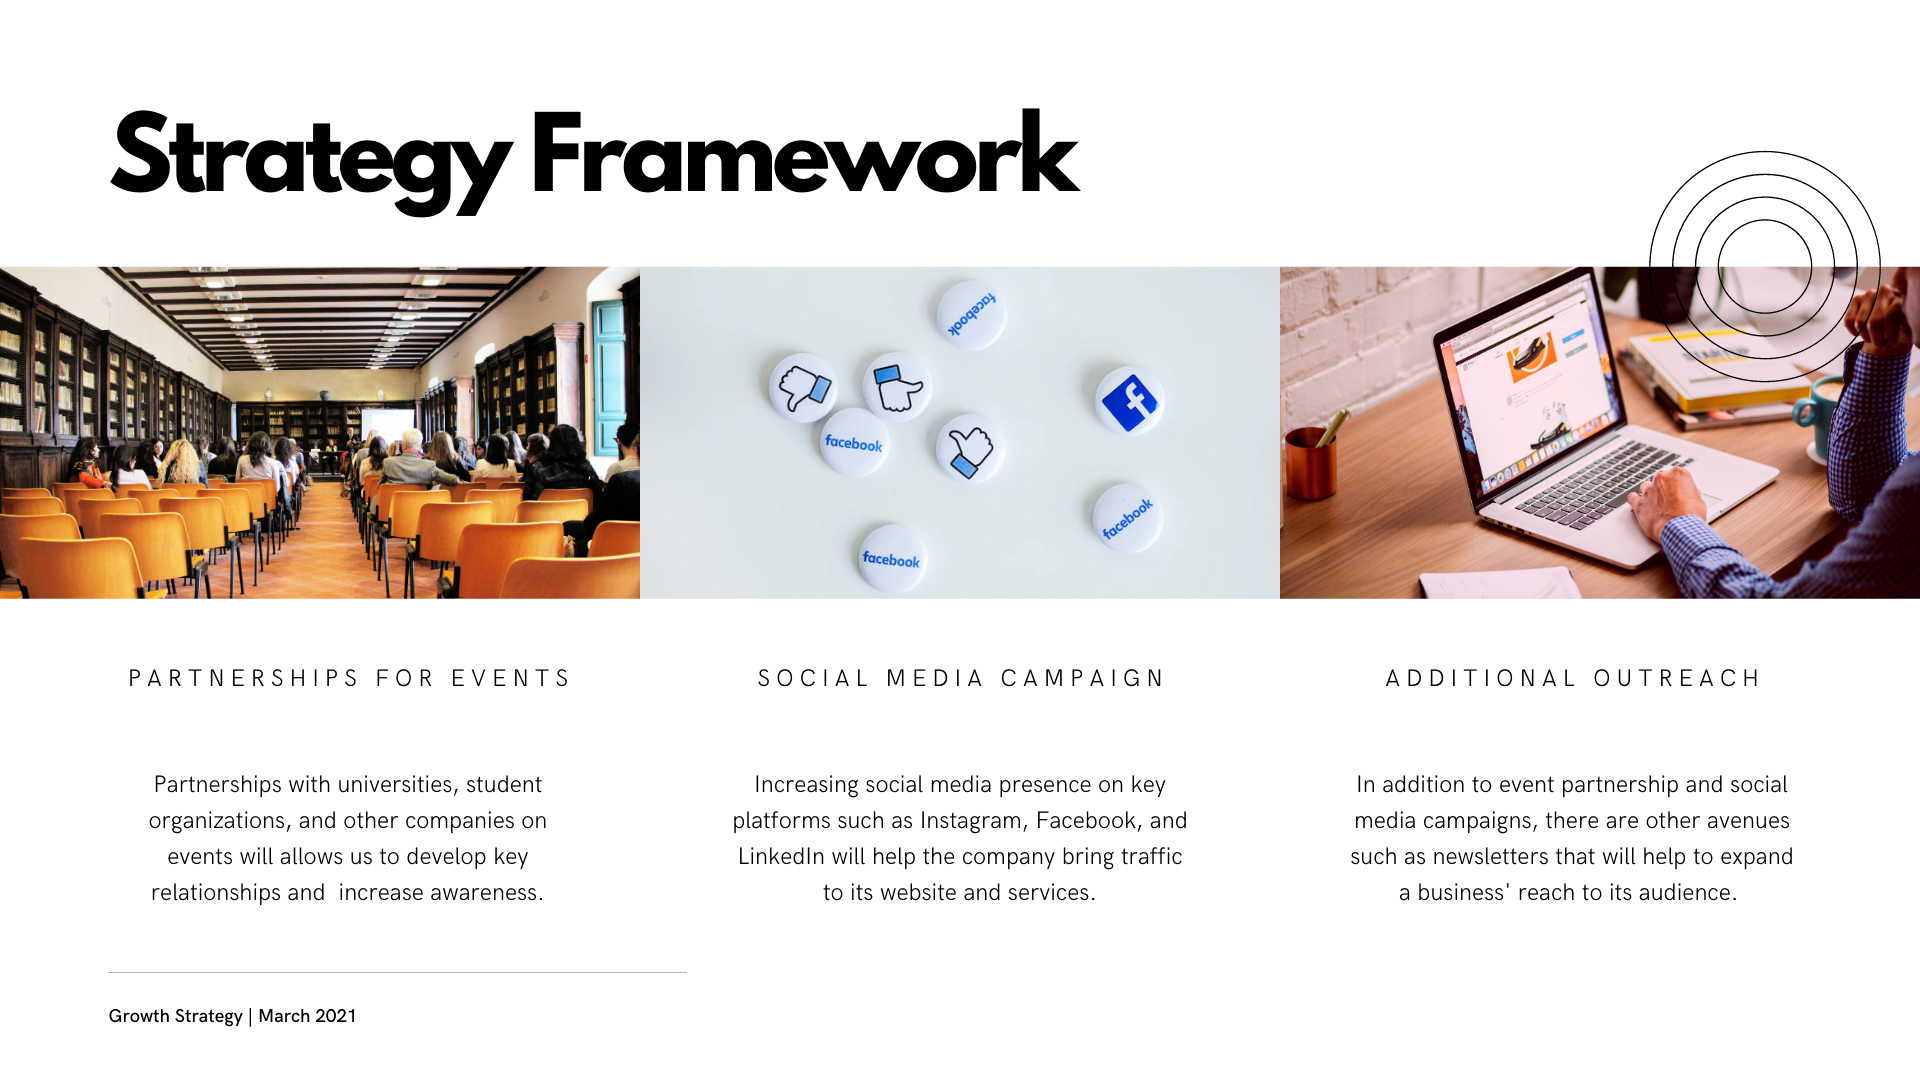 Strategy Framework
facebook
facebook
facebook
facebook
PARTNERSHIPS FOR EVENTS
SOCIAL MEDIA CAMPAIGN
ADDITIONAL OUTREACH
Partnerships with universities, student
organizations, and other companies on
events will allows us to develop key
relationships and  increase awareness.
Increasing social media presence on key
platforms such as Instagram, Facebook, and
LinkedIn will help the company bring traffic
to its website and services.
In addition to event partnership and social
media campaigns, there are other avenues
such as newsletters that will help to expand
a business' reach to its audience.
Growth Strategy | March 2021